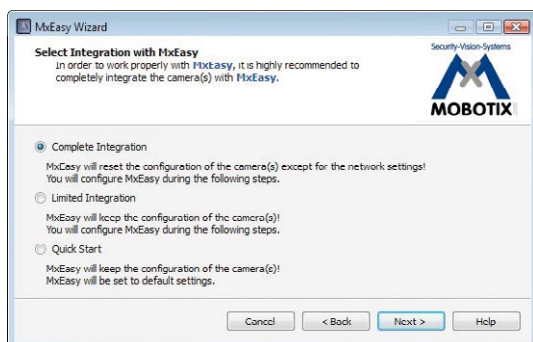 MxEasy Wizard
Select Integration with MxEasy
In order to work properly with MxEasy, it is highly recommended to
completely integrate the camera(s) with MxEasy.
Security-Vision-Systems
MOBOTIX
Complete Integration
MxEasy will reset the configuration of the camera(s) except for the network settings!
You will configure MxEasy during the following steps.
Limited Integration
MxEasy will keep the configuration of the camera(s)!
You will configure MxEasy during the following steps.
Quick Start
MxEasy will keep the configuration of the camera(s)!
MxEasy will be set to default settings.
Cancel
< Back
Next >
Help